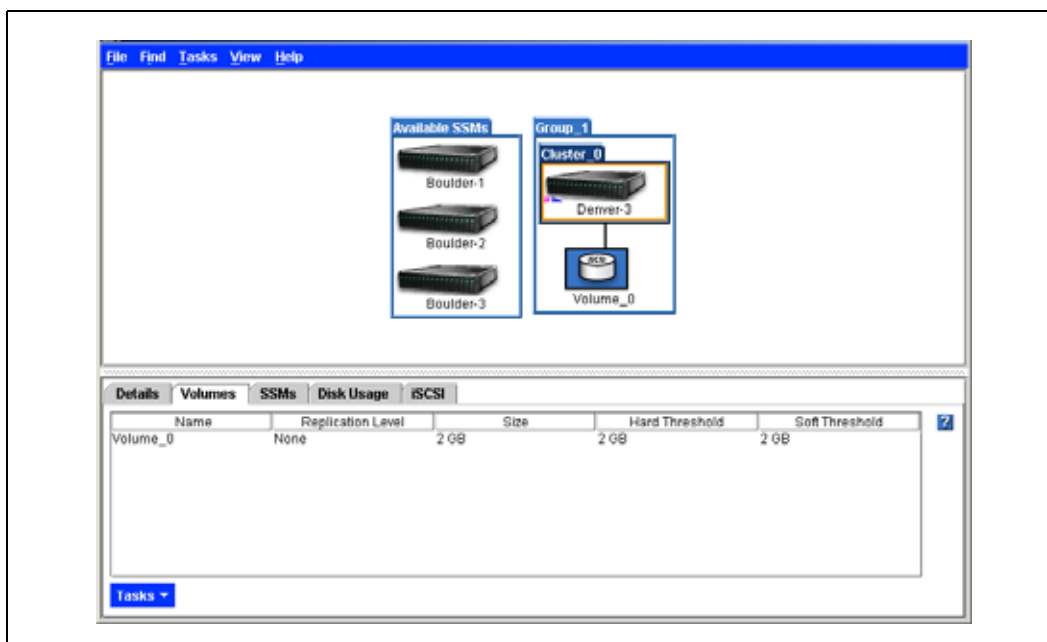 File Find Tasks View Help
Available SSMs
Boulder-1
Boulder-2
Boulder-3
Group_1
Cluster_0
Denver-3
iSCSI
Volume_0
Details Volumes SSMs Disk Usage iSCSI
Name Replication Level Size Hard Threshold Soft Threshold
Volume_0 None 2 GB 2 GB 2 GB
?
Tasks